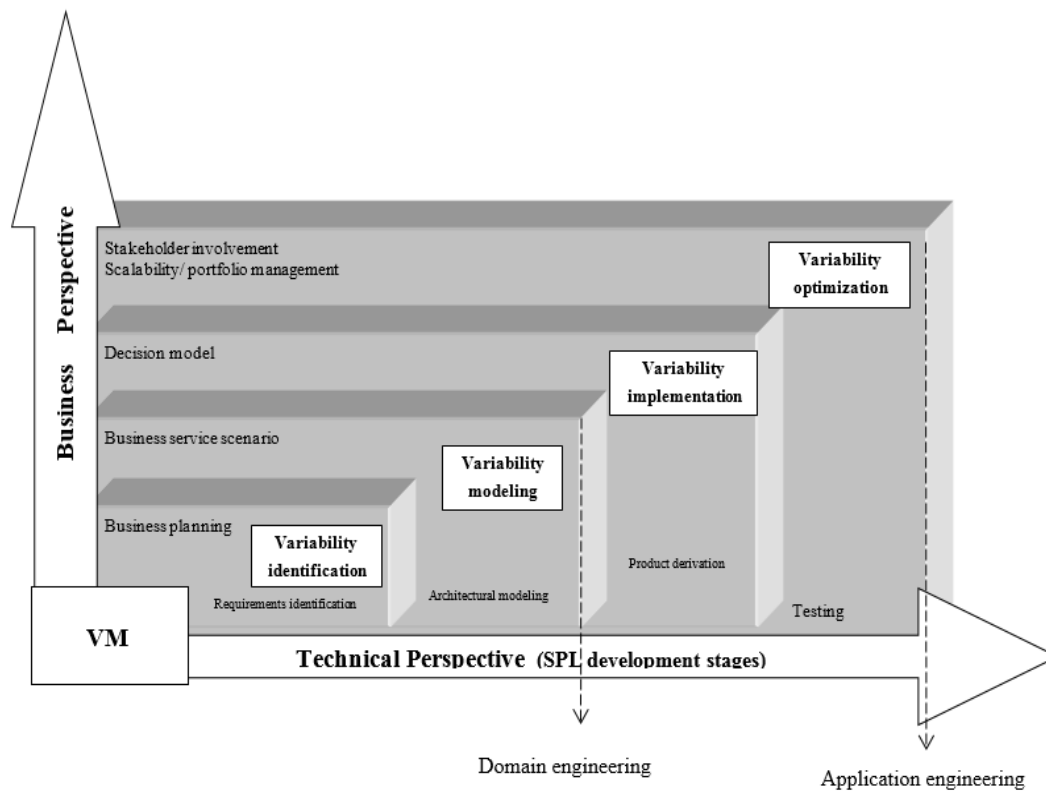 Business Perspective
Stakeholder involvement
Scalability/ portfolio management
Variability
optimization
Decision model
Variability
implementation
Business service scenario
Variability
modeling
Business planning
Variability
identification
Requirements identification
Architectural modeling
Product derivation
Testing
VM
Technical Perspective (SPL development stages)
Domain engineering
Application engineering